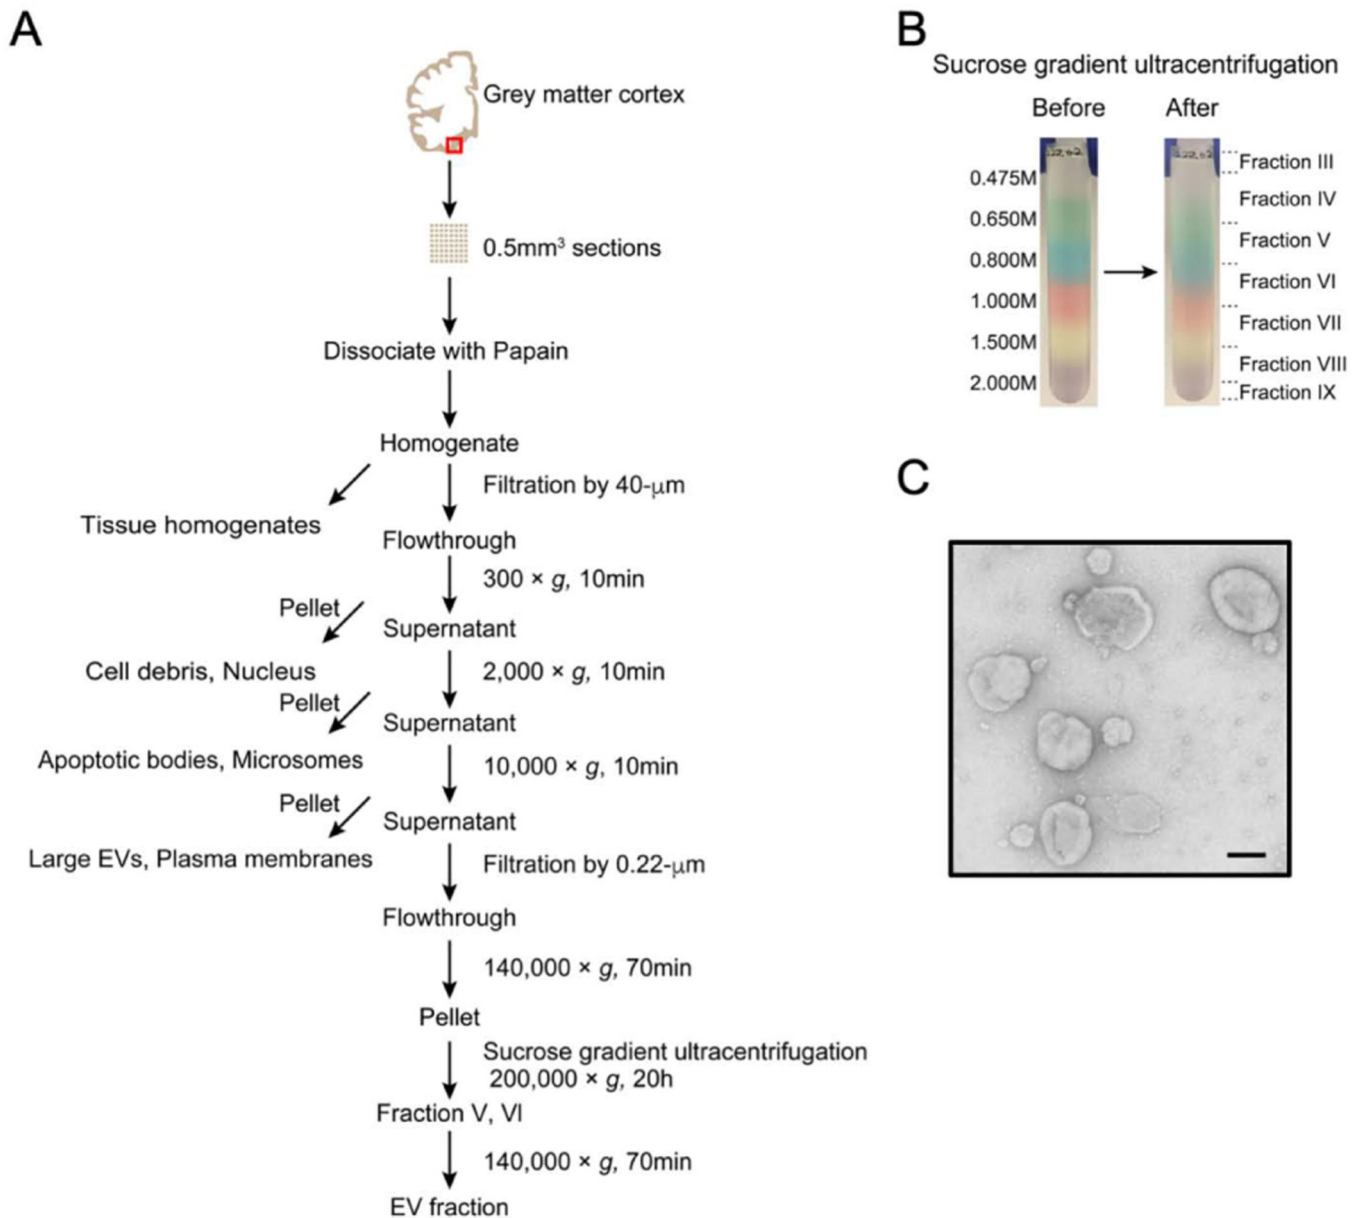 A
Grey matter cortex
0.5mm³ sections
Dissociate with Papain
Homogenate
Filtration by 40-μm
Tissue homogenates
Flowthrough
300 × g, 10min
Pellet
Supernatant
Cell debris, Nucleus
2,000 × g, 10min
Pellet
Supernatant
Apoptotic bodies, Microsomes
10,000 × g, 10min
Pellet
Supernatant
Large EVs, Plasma membranes
Filtration by 0.22-μm
Flowthrough
140,000 × g, 70min
Pellet
Sucrose gradient ultracentrifugation
200,000 × g, 20h
Fraction V, VI
140,000 × g, 70min
EV fraction
B
Sucrose gradient ultracentrifugation
Before
After
0.475M
0.650M
0.800M
1.000M
1.500M
2.000M
Fraction III
Fraction IV
Fraction V
Fraction VI
Fraction VII
Fraction VIII
Fraction IX
C